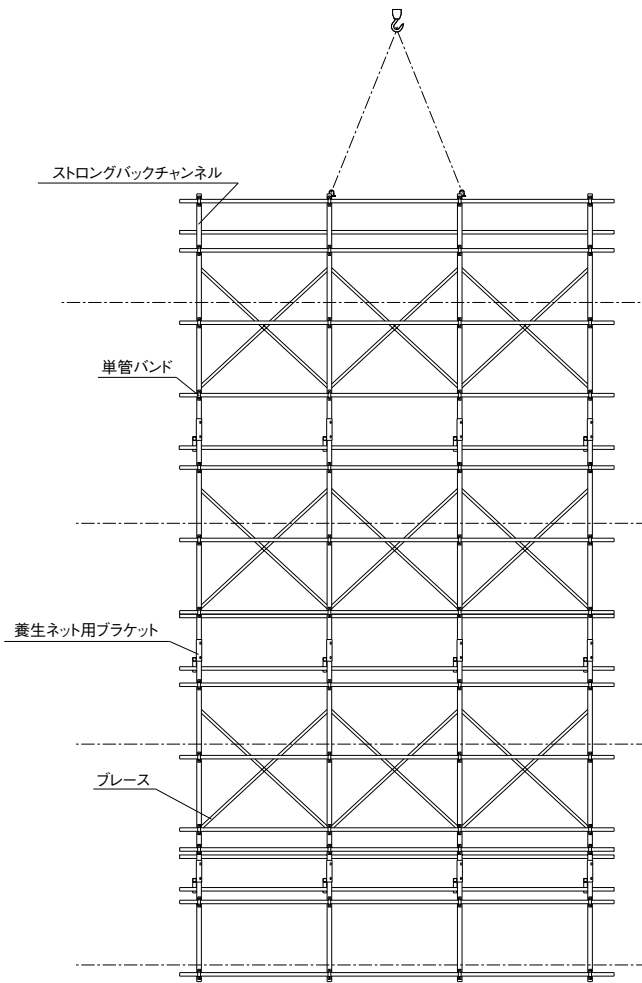 ストロングバックチャンネル
単管バンド
養生ネット用ブラケット
ブレース